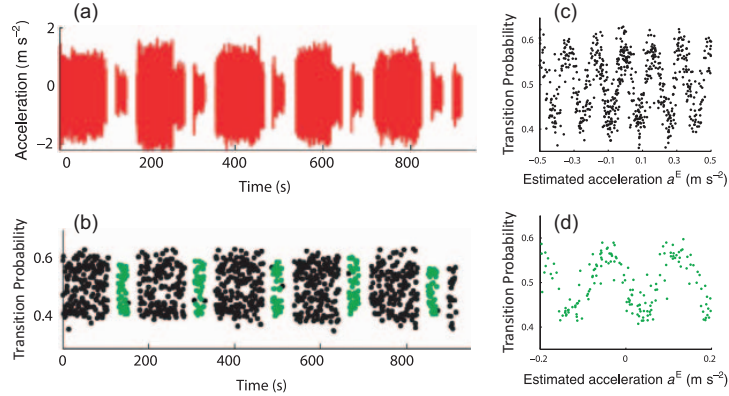 (a)
Acceleration (m s⁻²)
2
0
−2
0 200 400 600 800
Time (s)
(b)
Transition Probability
0.6
0.4
0 200 400 600 800
Time (s)
(c)
Transition Probability
0.6
0.5
0.4
−0.5 −0.3 −0.1 0.1 0.3 0.5
Estimated acceleration aᴱ (m s⁻²)
(d)
Transition Probability
0.6
0.5
0.4
−0.2 0 0.2
Estimated acceleration aᴱ (m s⁻²)